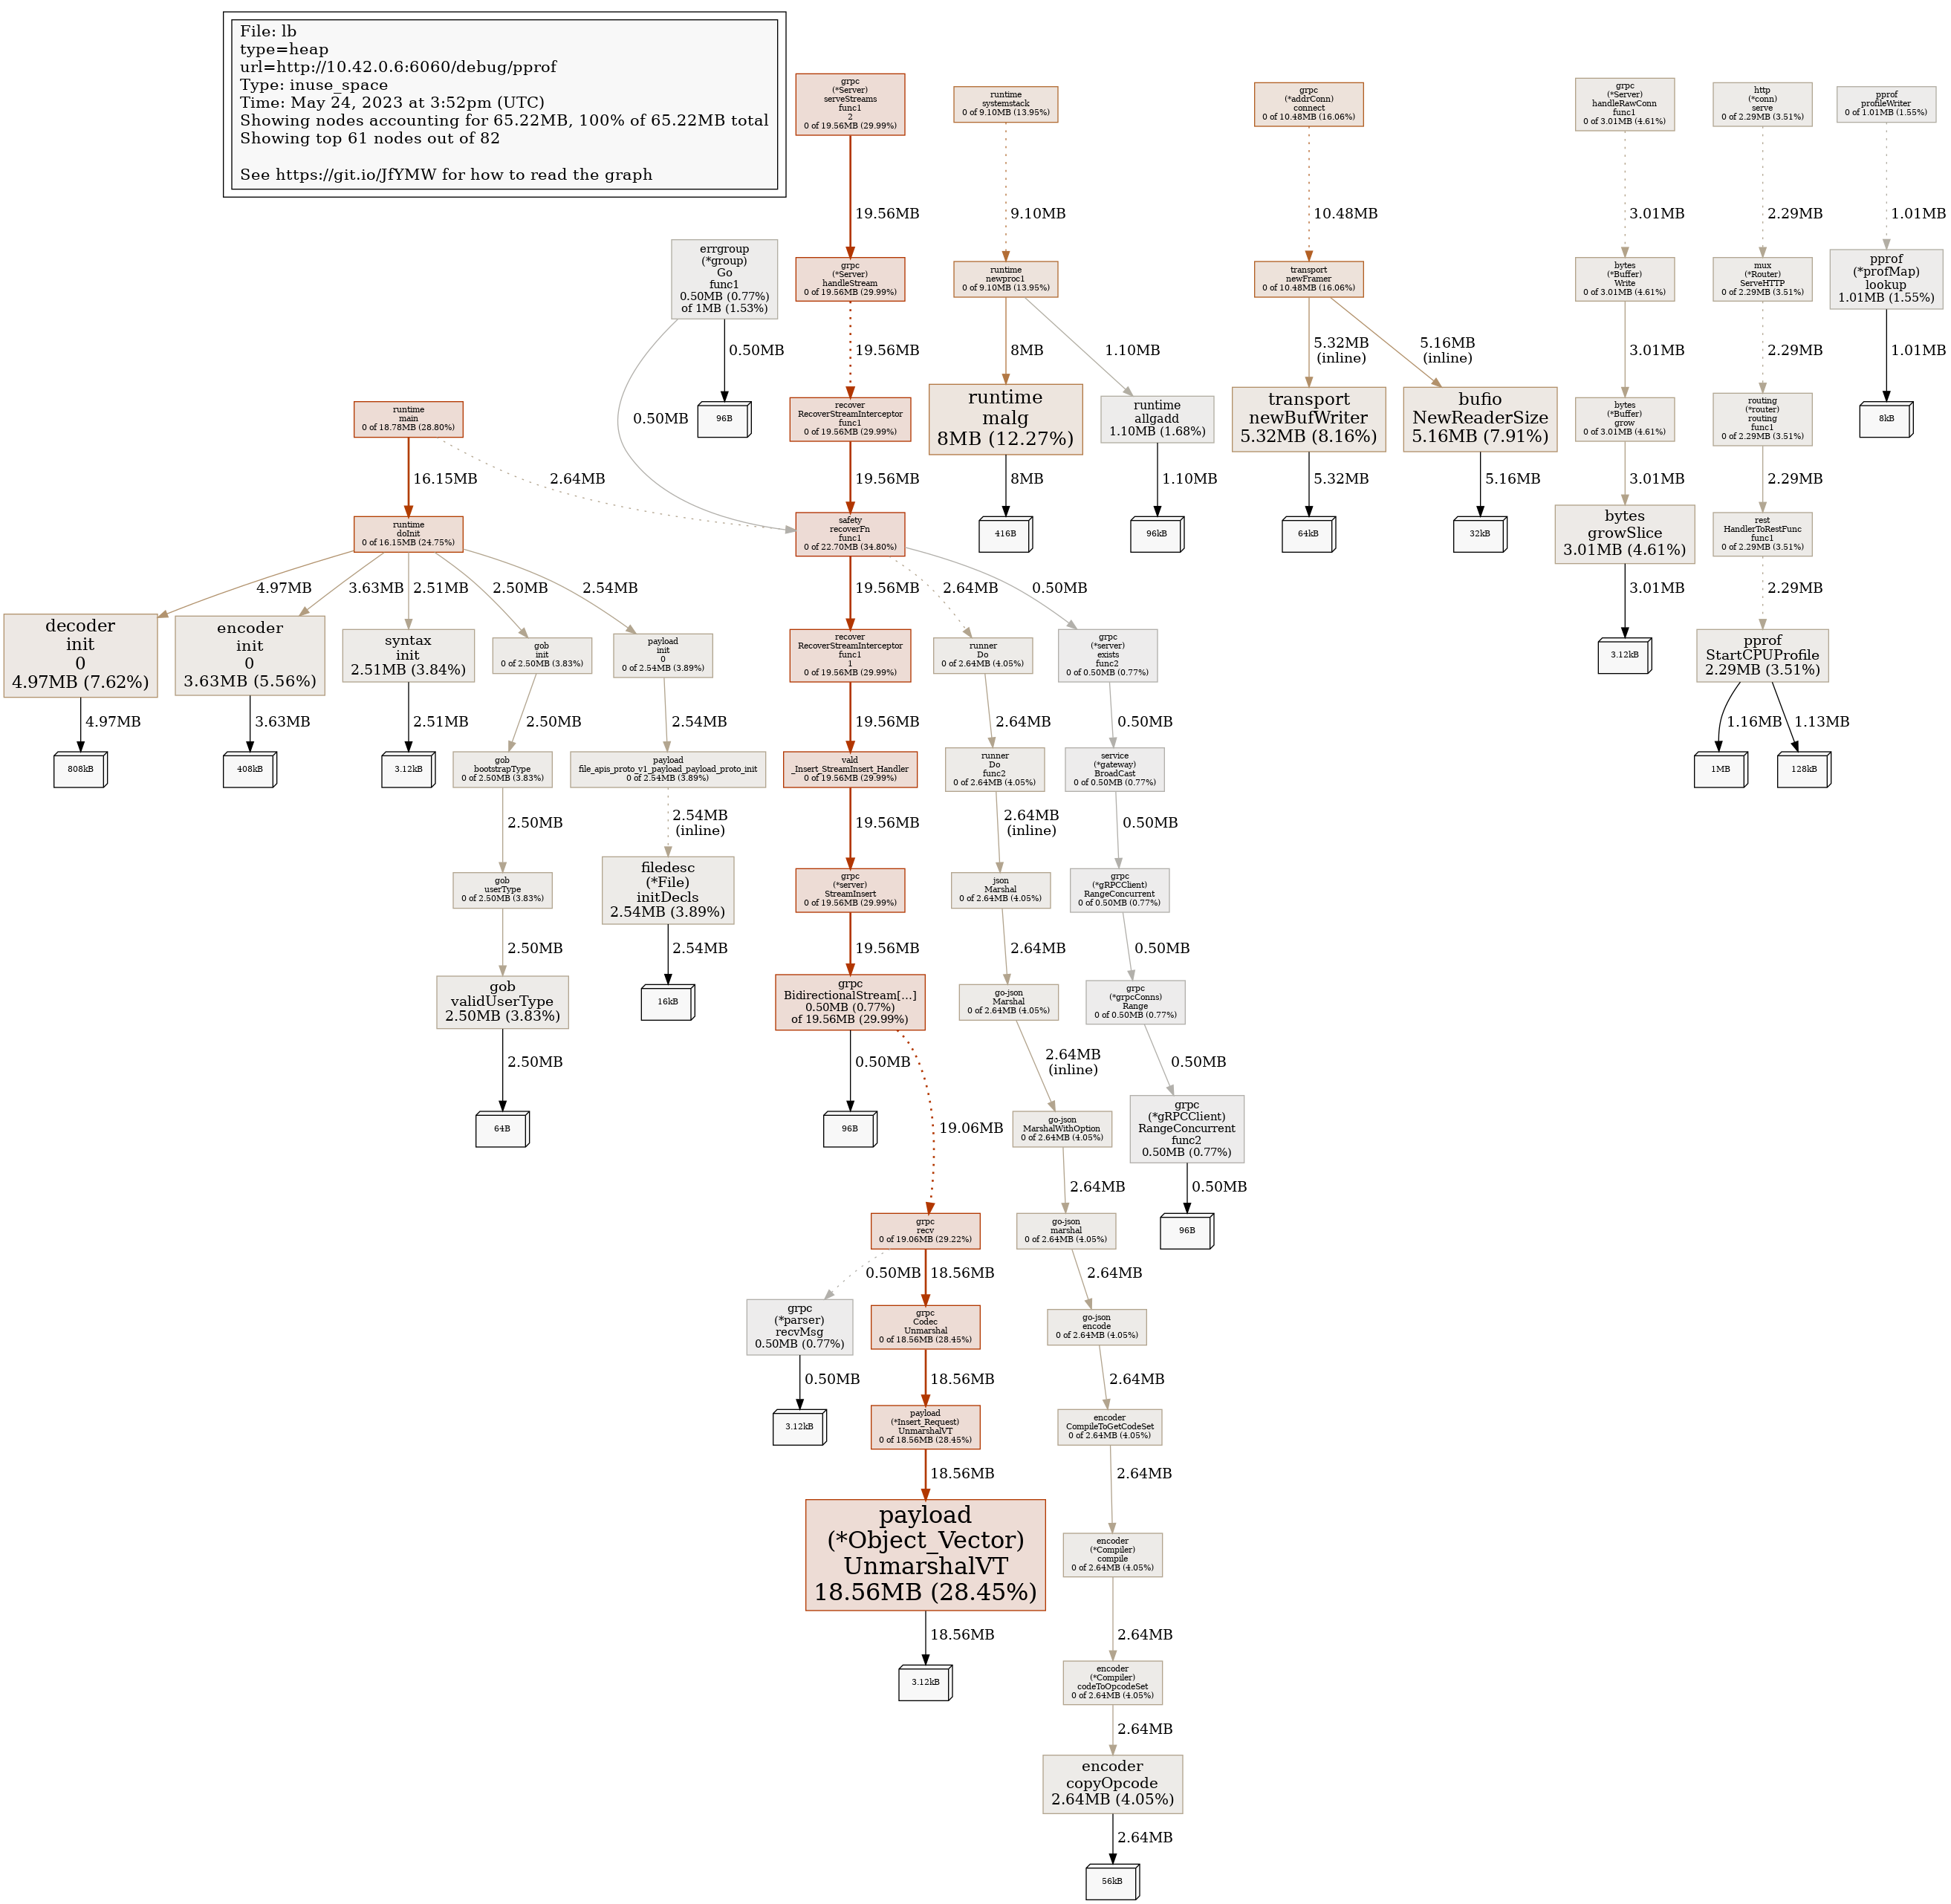 File: lb
type=heap
url=http://10.42.0.6:6060/debug/pprof
Type: inuse_space
Time: May 24, 2023 at 3:52pm (UTC)
Showing nodes accounting for 65.22MB, 100% of 65.22MB total
Showing top 61 nodes out of 82
See https://git.io/JfYMW for how to read the graph
grpc
(*Server)
serveStreams
func1
2
0 of 19.56MB (29.99%)
runtime
systemstack
0 of 9.10MB (13.95%)
grpc
(*addrConn)
connect
0 of 10.48MB (16.06%)
grpc
(*Server)
handleRawConn
func1
0 of 3.01MB (4.61%)
http
(*conn)
serve
0 of 2.29MB (3.51%)
pprof
profileWriter
0 of 1.01MB (1.55%)
19.56MB
9.10MB
10.48MB
3.01MB
2.29MB
1.01MB
errgroup
(*group)
Go
func1
0.50MB (0.77%)
of 1MB (1.53%)
grpc
(*Server)
handleStream
0 of 19.56MB (29.99%)
runtime
newproc1
0 of 9.10MB (13.95%)
transport
newFramer
0 of 10.48MB (16.06%)
bytes
(*Buffer)
Write
0 of 3.01MB (4.61%)
mux
(*Router)
ServeHTTP
0 of 2.29MB (3.51%)
pprof
(*profMap)
lookup
1.01MB (1.55%)
0.50MB
19.56MB
8MB
1.10MB
5.32MB
(inline)
5.16MB
(inline)
3.01MB
2.29MB
1.01MB
runtime
main
0 of 18.78MB (28.80%)
0.50MB
96B
recover
RecoverStreamInterceptor
func1
0 of 19.56MB (29.99%)
runtime
malg
8MB (12.27%)
runtime
allgadd
1.10MB (1.68%)
transport
newBufWriter
5.32MB (8.16%)
bufio
NewReaderSize
5.16MB (7.91%)
bytes
(*Buffer)
grow
0 of 3.01MB (4.61%)
routing
(*router)
routing
func1
0 of 2.29MB (3.51%)
8kB
16.15MB
2.64MB
19.56MB
8MB
1.10MB
5.32MB
5.16MB
3.01MB
2.29MB
runtime
doInit
0 of 16.15MB (24.75%)
safety
recoverFn
func1
0 of 22.70MB (34.80%)
416B
96kB
64kB
32kB
bytes
growSlice
3.01MB (4.61%)
rest
HandlerToRestFunc
func1
0 of 2.29MB (3.51%)
4.97MB
3.63MB
2.51MB
2.50MB
2.54MB
19.56MB
2.64MB
0.50MB
3.01MB
2.29MB
decoder
init
0
4.97MB (7.62%)
encoder
init
0
3.63MB (5.56%)
syntax
init
2.51MB (3.84%)
gob
init
0 of 2.50MB (3.83%)
payload
init
0
0 of 2.54MB (3.89%)
recover
RecoverStreamInterceptor
func1
1
0 of 19.56MB (29.99%)
runner
Do
0 of 2.64MB (4.05%)
grpc
(*server)
exists
func2
0 of 0.50MB (0.77%)
3.12kB
pprof
StartCPUProfile
2.29MB (3.51%)
4.97MB
3.63MB
2.51MB
2.50MB
2.54MB
19.56MB
2.64MB
0.50MB
1.16MB
1.13MB
808kB
408kB
3.12kB
gob
bootstrapType
0 of 2.50MB (3.83%)
payload
file_apis_proto_v1_payload_payload_proto_init
0 of 2.54MB (3.89%)
vald
_Insert_StreamInsert_Handler
0 of 19.56MB (29.99%)
runner
Do
func2
0 of 2.64MB (4.05%)
service
(*gateway)
BroadCast
0 of 0.50MB (0.77%)
1MB
128kB
2.50MB
2.54MB
(inline)
19.56MB
2.64MB
(inline)
0.50MB
gob
userType
0 of 2.50MB (3.83%)
filedesc
(*File)
initDecls
2.54MB (3.89%)
grpc
(*server)
StreamInsert
0 of 19.56MB (29.99%)
json
Marshal
0 of 2.64MB (4.05%)
grpc
(*gRPCClient)
RangeConcurrent
0 of 0.50MB (0.77%)
2.50MB
2.54MB
19.56MB
2.64MB
0.50MB
gob
validUserType
2.50MB (3.83%)
16kB
grpc
BidirectionalStream[...]
0.50MB (0.77%)
of 19.56MB (29.99%)
go-json
Marshal
0 of 2.64MB (4.05%)
grpc
(*grpcConns)
Range
0 of 0.50MB (0.77%)
2.50MB
0.50MB
2.64MB
(inline)
0.50MB
64B
96B
19.06MB
go-json
MarshalWithOption
0 of 2.64MB (4.05%)
grpc
(*gRPCClient)
RangeConcurrent
func2
0.50MB (0.77%)
2.64MB
0.50MB
grpc
recv
0 of 19.06MB (29.22%)
go-json
marshal
0 of 2.64MB (4.05%)
96B
0.50MB
18.56MB
2.64MB
grpc
(*parser)
recvMsg
0.50MB (0.77%)
grpc
Codec
Unmarshal
0 of 18.56MB (28.45%)
go-json
encode
0 of 2.64MB (4.05%)
0.50MB
18.56MB
2.64MB
3.12kB
payload
(*Insert_Request)
UnmarshalVT
0 of 18.56MB (28.45%)
encoder
CompileToGetCodeSet
0 of 2.64MB (4.05%)
18.56MB
2.64MB
payload
(*Object_Vector)
UnmarshalVT
18.56MB (28.45%)
encoder
(*Compiler)
compile
0 of 2.64MB (4.05%)
18.56MB
2.64MB
3.12kB
encoder
(*Compiler)
codeToOpcodeSet
0 of 2.64MB (4.05%)
2.64MB
encoder
copyOpcode
2.64MB (4.05%)
2.64MB
56kB